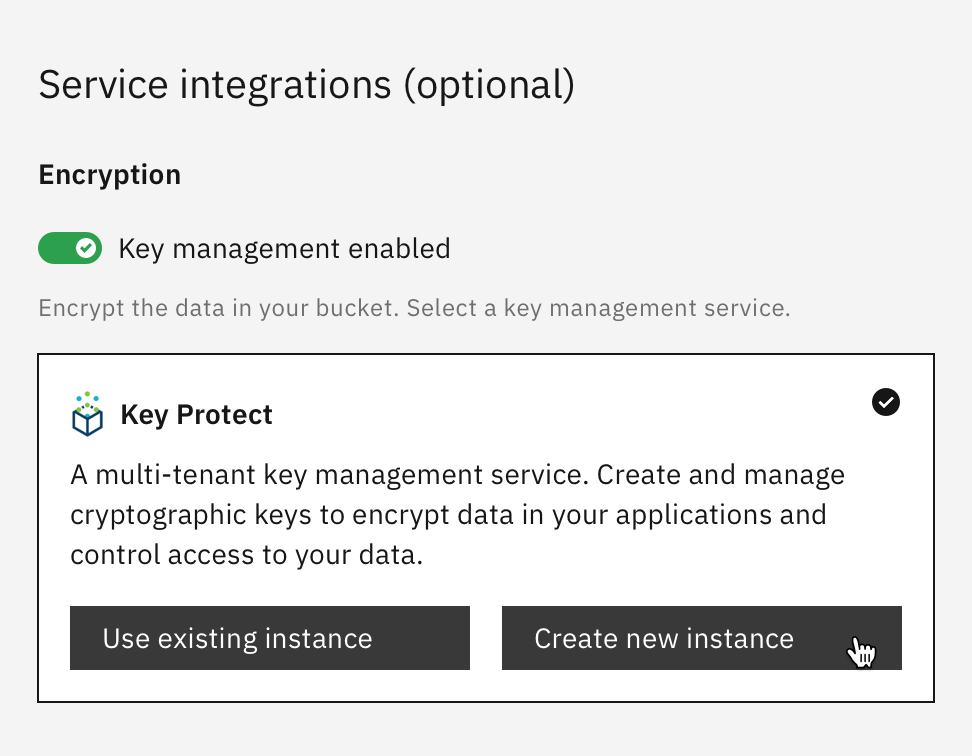 Service integrations (optional)
Encryption
Key management enabled
Encrypt the data in your bucket. Select a key management service.
Key Protect
A multi-tenant key management service. Create and manage
cryptographic keys to encrypt data in your applications and
control access to your data.
Use existing instance
Create new instance